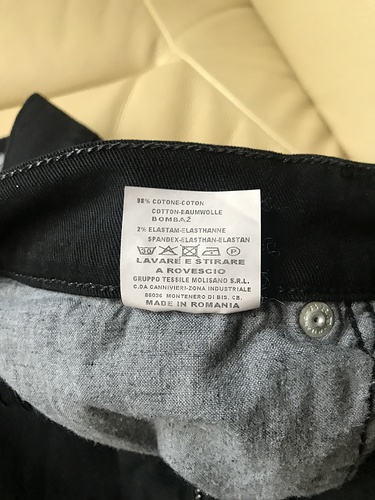 98% COTONE-COTON
COTTON-BAUMWOLLE
BOMBAŽ
2% ELASTAM-ELASTHANNE
SPANDEX-ELASTHAN-ELASTAN
LAVARE E STIRARE
A ROVESCIO
GRUPPO TESSILE MOLISANO S.R.L.
C.DA CANNIVIERI-ZONA INDUSTRIALE
86036 MONTENERO DI BIS. CB.
MADE IN ROMANIA